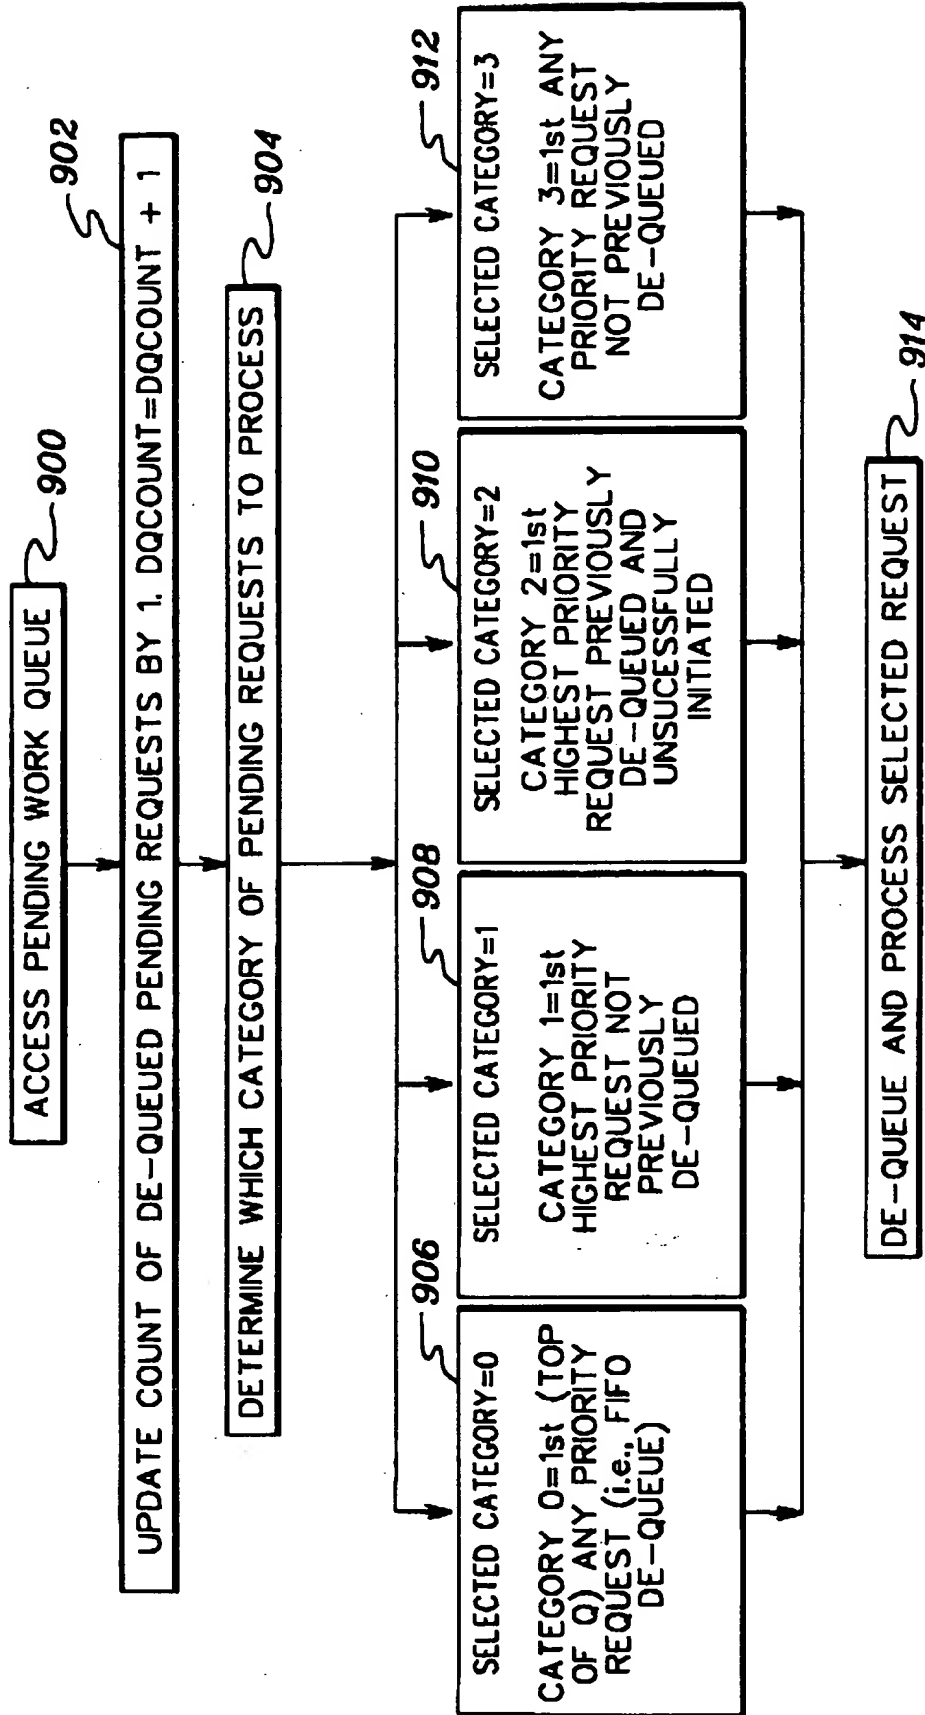 ACCESS PENDING WORK QUEUE
900
UPDATE COUNT OF DE-QUEUED PENDING REQUESTS BY 1. DQCOUNT=DQCOUNT + 1
902
DETERMINE WHICH CATEGORY OF PENDING REQUESTS TO PROCESS
904
906
SELECTED CATEGORY=0
CATEGORY 0=1st (TOP
OF Q) ANY PRIORITY
REQUEST (i.e., FIFO
DE-QUEUE)
908
SELECTED CATEGORY=1
CATEGORY 1=1st
HIGHEST PRIORITY
REQUEST NOT
PREVIOUSLY
DE-QUEUED
910
SELECTED CATEGORY=2
CATEGORY 2=1st
HIGHEST PRIORITY
REQUEST PREVIOUSLY
DE-QUEUED AND
UNSUCCESSFULLY
INITIATED
912
SELECTED CATEGORY=3
CATEGORY 3=1st ANY
PRIORITY REQUEST
NOT PREVIOUSLY
DE-QUEUED
DE-QUEUE AND PROCESS SELECTED REQUEST
914